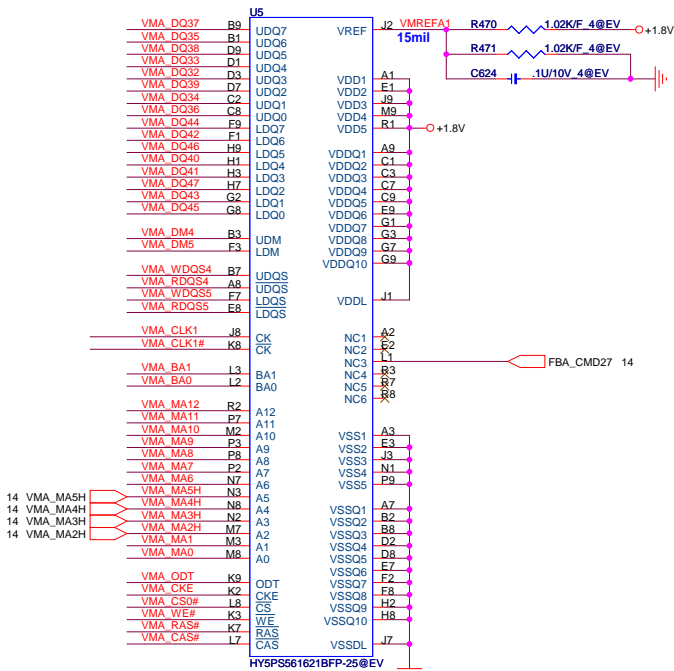 U5
VMA_DQ37 B9 UDQ7
VMA_DQ35 B1 UDQ6
VMA_DQ38 D9 UDQ5
VMA_DQ33 D1 UDQ4
VMA_DQ32 D3 UDQ3
VMA_DQ39 D7 UDQ2
VMA_DQ34 C2 UDQ1
VMA_DQ36 C8 UDQ0
VMA_DQ44 F9 LDQ7
VMA_DQ42 F1 LDQ6
VMA_DQ46 H9 LDQ5
VMA_DQ40 H1 LDQ4
VMA_DQ41 H3 LDQ3
VMA_DQ47 H7 LDQ2
VMA_DQ43 G2 LDQ1
VMA_DQ45 G8 LDQ0
VMA_DM4 B3 UDM
VMA_DM5 F3 LDM
VMA_WDQS4 B7 UDQS
VMA_RDQS4 A8 UDQS
VMA_WDQS5 F7 LDQS
VMA_RDQS5 E8 LDQS
VMA_CLK1 J8 CK
VMA_CLK1# K8 CK
VMA_BA1 L3 BA1
VMA_BA0 L2 BA0
VMA_MA12 R2 A12
VMA_MA11 P7 A11
VMA_MA10 M2 A10
VMA_MA9 P3 A9
VMA_MA8 P8 A8
VMA_MA7 P2 A7
VMA_MA6 N7 A6
14 VMA_MA5H VMA_MA5H N3 A5
14 VMA_MA4H VMA_MA4H N8 A4
14 VMA_MA3H VMA_MA3H N2 A3
14 VMA_MA2H VMA_MA2H M7 A2
VMA_MA1 M3 A1
VMA_MA0 M8 A0
VMA_ODT K9 ODT
VMA_CKE K2 CKE
VMA_CS0# L8 CS
VMA_WE# K3 WE
VMA_RAS# K7 RAS
VMA_CAS# L7 CAS
VREF J2 VMREFA1 R470 1.02K/F_4@EV +1.8V
15mil
R471 1.02K/F_4@EV
C624 .1U/10V_4@EV
VDD1 A1
VDD2 E1
VDD3 J9
VDD4 M9
VDD5 R1 +1.8V
VDDQ1 A9
VDDQ2 C1
VDDQ3 C3
VDDQ4 C7
VDDQ5 C9
VDDQ6 E9
VDDQ7 G1
VDDQ8 G3
VDDQ9 G7
VDDQ10 G9
VDDL J1
NC1 A2
NC2 E2
NC3 L1 FBA_CMD27 14
NC4 R3
NC5 R7
NC6 R8
VSS1 A3
VSS2 E3
VSS3 J3
VSS4 N1
VSS5 P9
VSSQ1 A7
VSSQ2 B2
VSSQ3 B8
VSSQ4 D2
VSSQ5 D8
VSSQ6 E7
VSSQ7 F2
VSSQ8 F8
VSSQ9 H2
VSSQ10 H8
VSSDL J7
HY5PS561621BFP-25@EV